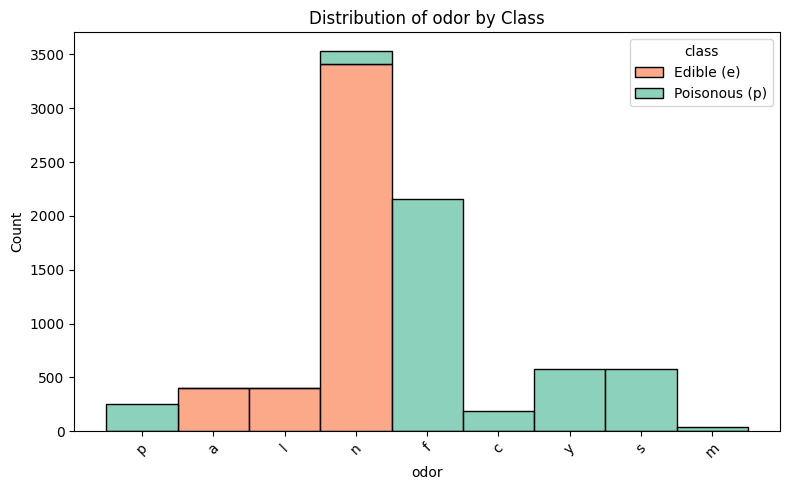 Distribution of odor by Class
class
Edible (e)
Poisonous (p)
Count
3500
3000
2500
2000
1500
1000
500
0
p a l n f c y s m
odor